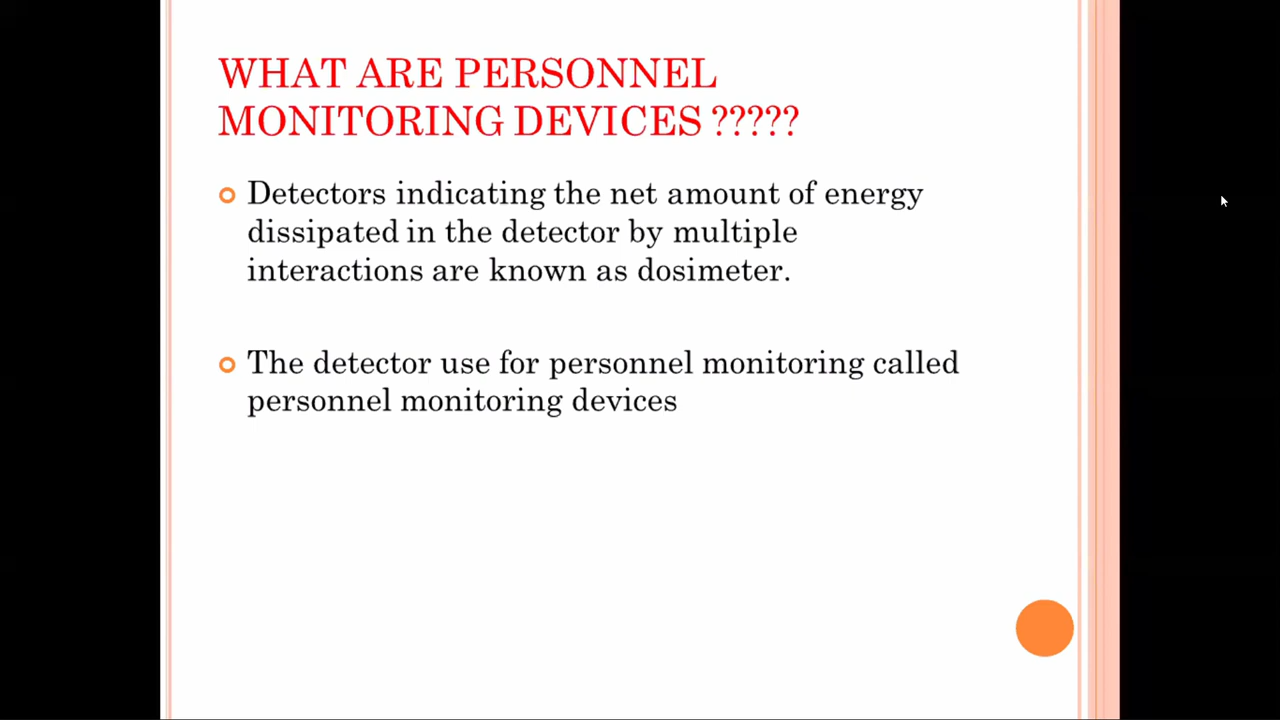 WHAT ARE PERSONNEL
MONITORING DEVICES ?????
Detectors indicating the net amount of energy
dissipated in the detector by multiple
interactions are known as dosimeter.
The detector use for personnel monitoring called
personnel monitoring devices